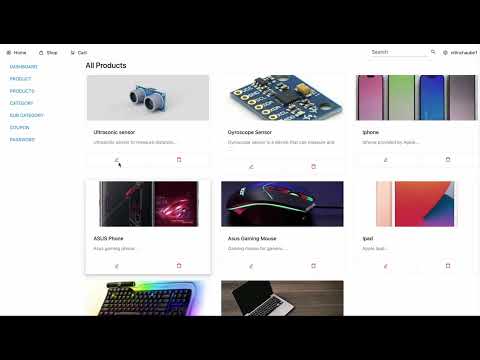 Home Shop Cart Search
DASHBOARD
PRODUCT
PRODUCTS
CATEGORY
SUB CATEGORY
COUPON
PASSWORD
All Products
Ultrasonic sensor
Ultrasonic sensor to measure distance...
Gyroscope Sensor
Gyroscope sensor is a device that can measure and ...
Iphone
Iphone provided by Apple...
ASUS Phone
Asus gaming phone...
Asus Gaming Mouse
Gaming mouse for gamers...
Ipad
Apple Ipad...